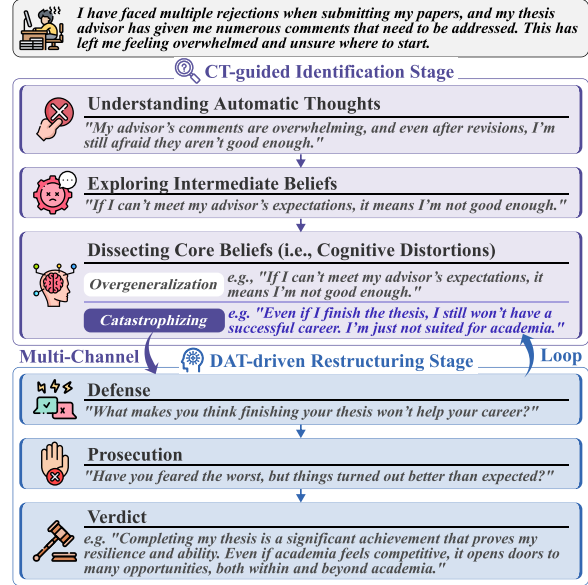 I have faced multiple rejections when submitting my papers, and my thesis
advisor has given me numerous comments that need to be addressed. This has
left me feeling overwhelmed and unsure where to start.
CT-guided Identification Stage
Understanding Automatic Thoughts
"My advisor's comments are overwhelming, and even after revisions, I'm
still afraid they aren't good enough."
Exploring Intermediate Beliefs
"If I can't meet my advisor's expectations, it means I'm not good enough."
Dissecting Core Beliefs (i.e., Cognitive Distortions)
Overgeneralization
e.g., "If I can't meet my advisor's expectations, it
means I'm not good enough."
Catastrophizing
e.g. "Even if I finish the thesis, I still won't have a
successful career. I'm just not suited for academia."
Multi-Channel
DAT-driven Restructuring Stage
Loop
Defense
"What makes you think finishing your thesis won't help your career?"
Prosecution
"Have you feared the worst, but things turned out better than expected?"
Verdict
e.g. "Completing my thesis is a significant achievement that proves my
resilience and ability. Even if academia feels competitive, it opens doors to
many opportunities, both within and beyond academia."